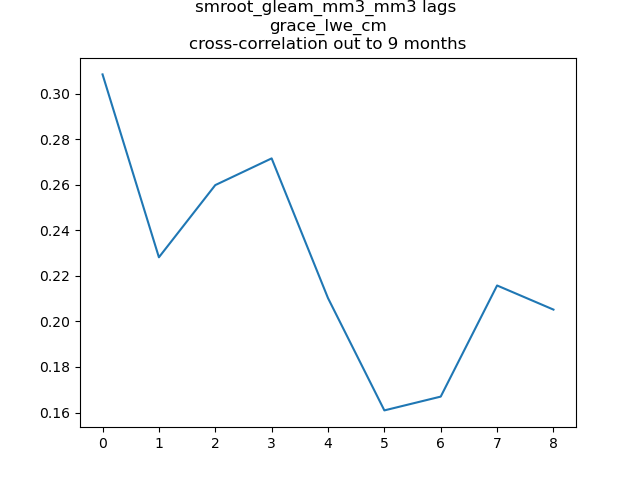 smroot_gleam_mm3_mm3 lags
grace_lwe_cm
cross-correlation out to 9 months
0.30
0.28
0.26
0.24
0.22
0.20
0.18
0.16
0 1 2 3 4 5 6 7 8